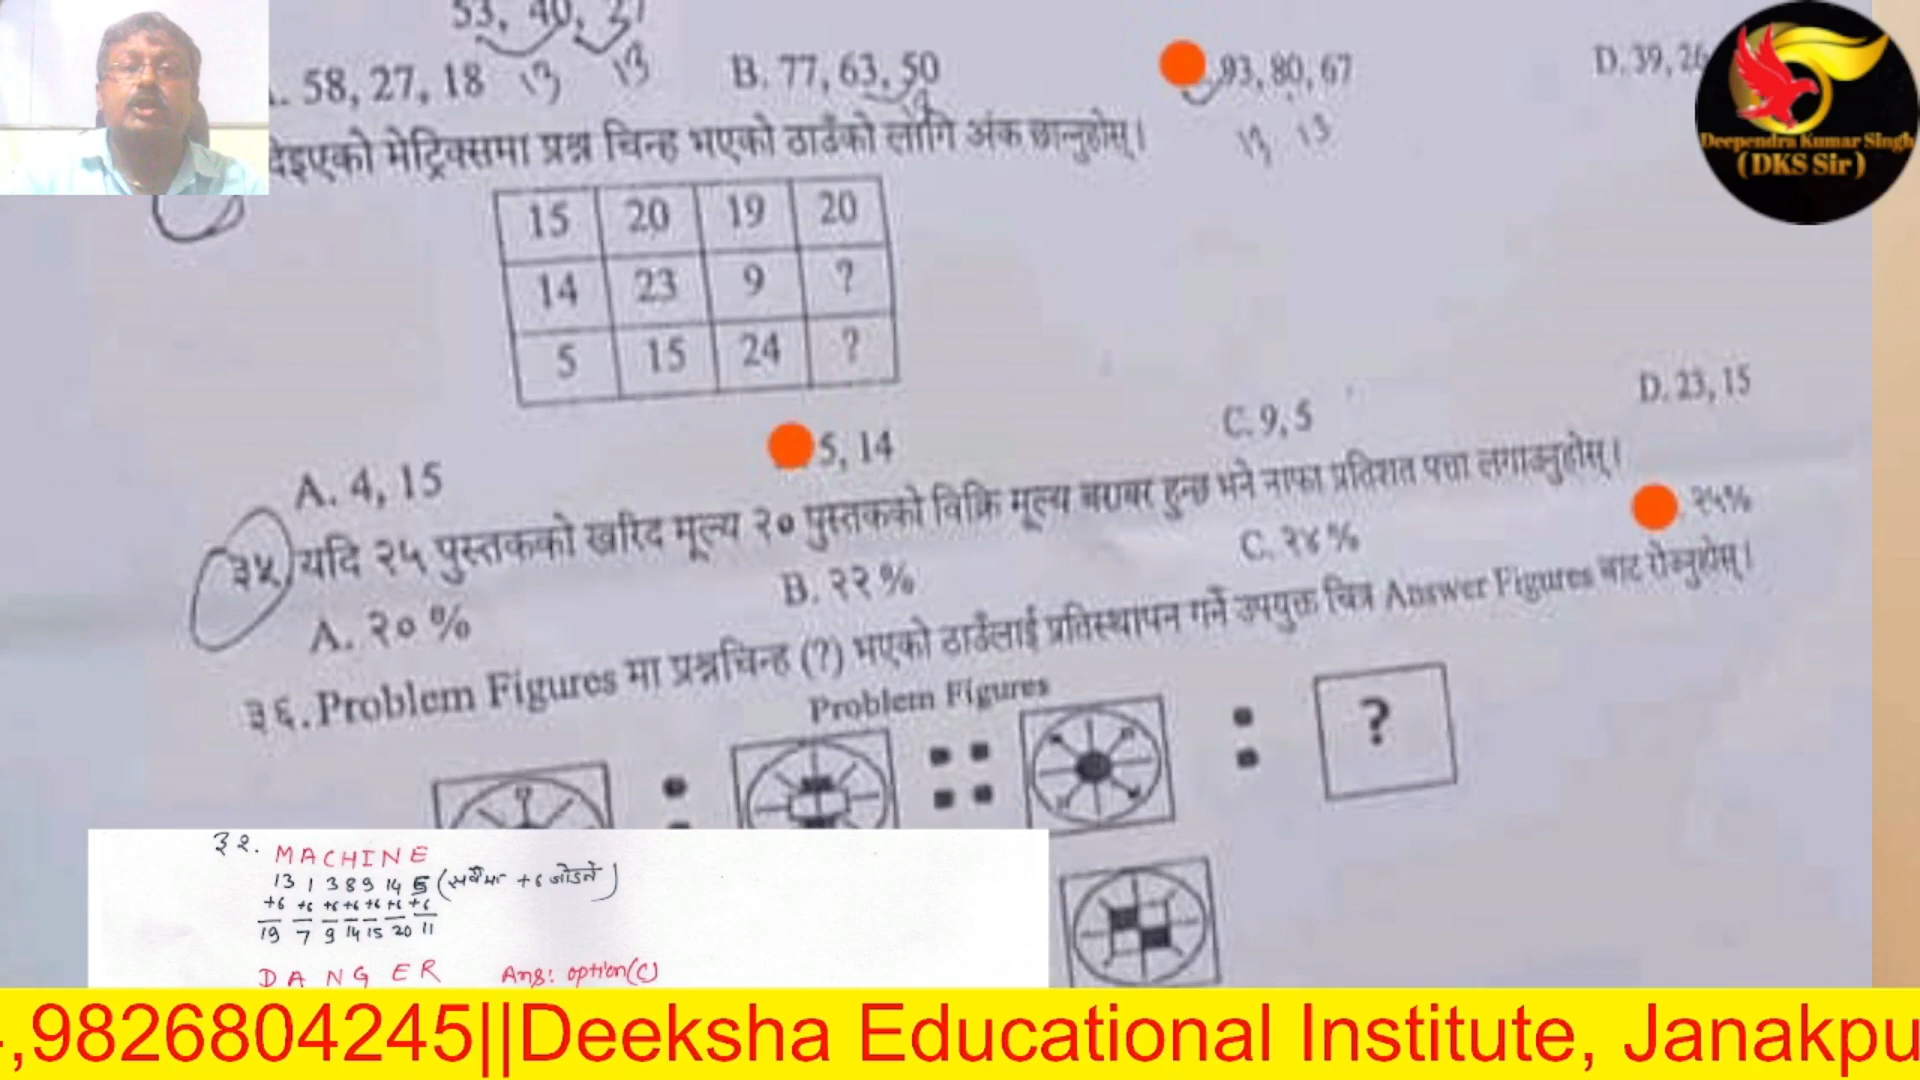 53, 40, 27
13 13
58, 27, 18
B. 77, 63, 50
93, 80, 67
13 13
D. 39, 26
देइएको मेट्रिक्समा प्रश्न चिन्ह भएको ठाउँको लागि अंक छान्नुहोस्।
15 20 19 20
14 23 9 ?
5 15 24 ?
A. 4, 15
5, 14
C. 9, 5
D. 23, 15
३५ यदि २५ पुस्तकको खरिद मूल्य २० पुस्तकको विक्रि मूल्य बराबर हुन्छ भने नाफा प्रतिशत पत्ता लगाउनुहोस्।
A. २० %
B. २२ %
C. २४ %
२५%
३६. Problem Figures मा प्रश्नचिन्ह (?) भएको ठाउँलाई प्रतिस्थापन गर्ने उपयुक्त चित्र Answer Figures बाट रोज्नुहोस्।
Problem Figures
?
३२. MACHINE
13 1 3 8 9 14 5 (सबैमा +6 जोड्ने)
+6 +6 +6 +6 +6 +6 +6
19 7 9 14 15 20 11
DANGER Ans: option(C)
Deependra Kumar Singh
(DKS Sir)
,9826804245||Deeksha Educational Institute, Janakpu